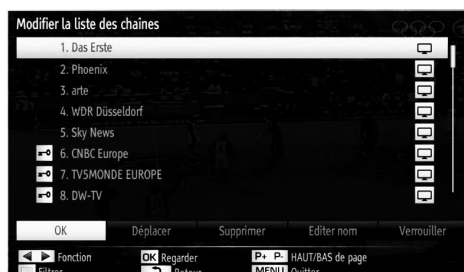 Modifier la liste des chaînes
1. Das Erste
2. Phoenix
3. arte
4. WDR Düsseldorf
5. Sky News
6. CNBC Europe
7. TV5MONDE EUROPE
8. DW-TV
OK Déplacer Supprimer Editer nom Verrouiller
Fonction OK Regarder P+ P- HAUT/BAS de page
Filtrer Retour MENU Quitter